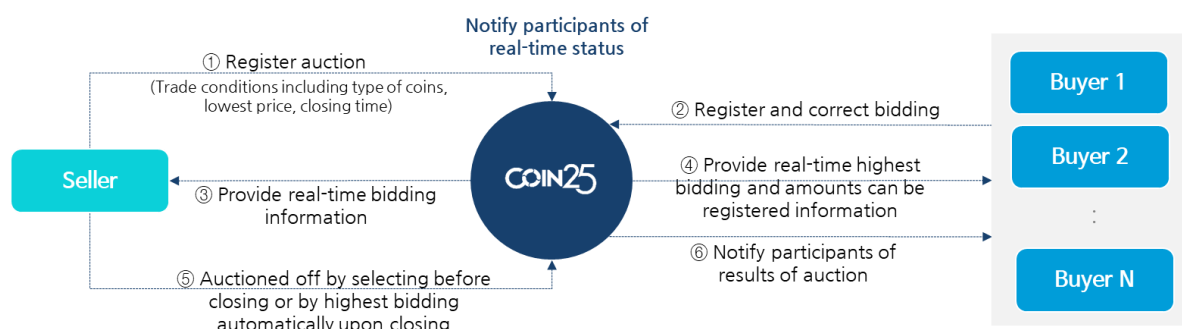 Notify participants of
real-time status
① Register auction
(Trade conditions including type of coins,
lowest price, closing time)
Seller
COIN25
② Register and correct bidding
③ Provide real-time bidding
information
④ Provide real-time highest
bidding and amounts can be
registered information
⑤ Auctioned off by selecting before
closing or by highest bidding
automatically upon closing
⑥ Notify participants of
results of auction
Buyer 1
Buyer 2
:
Buyer N